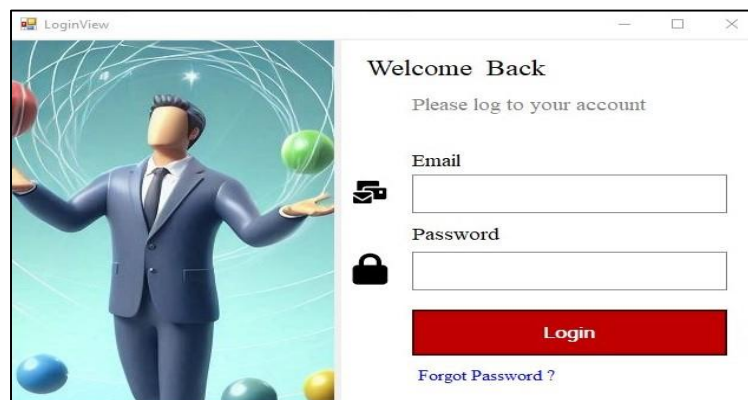 LoginView
Welcome Back
Please log to your account
Email
Password
Login
Forgot Password ?